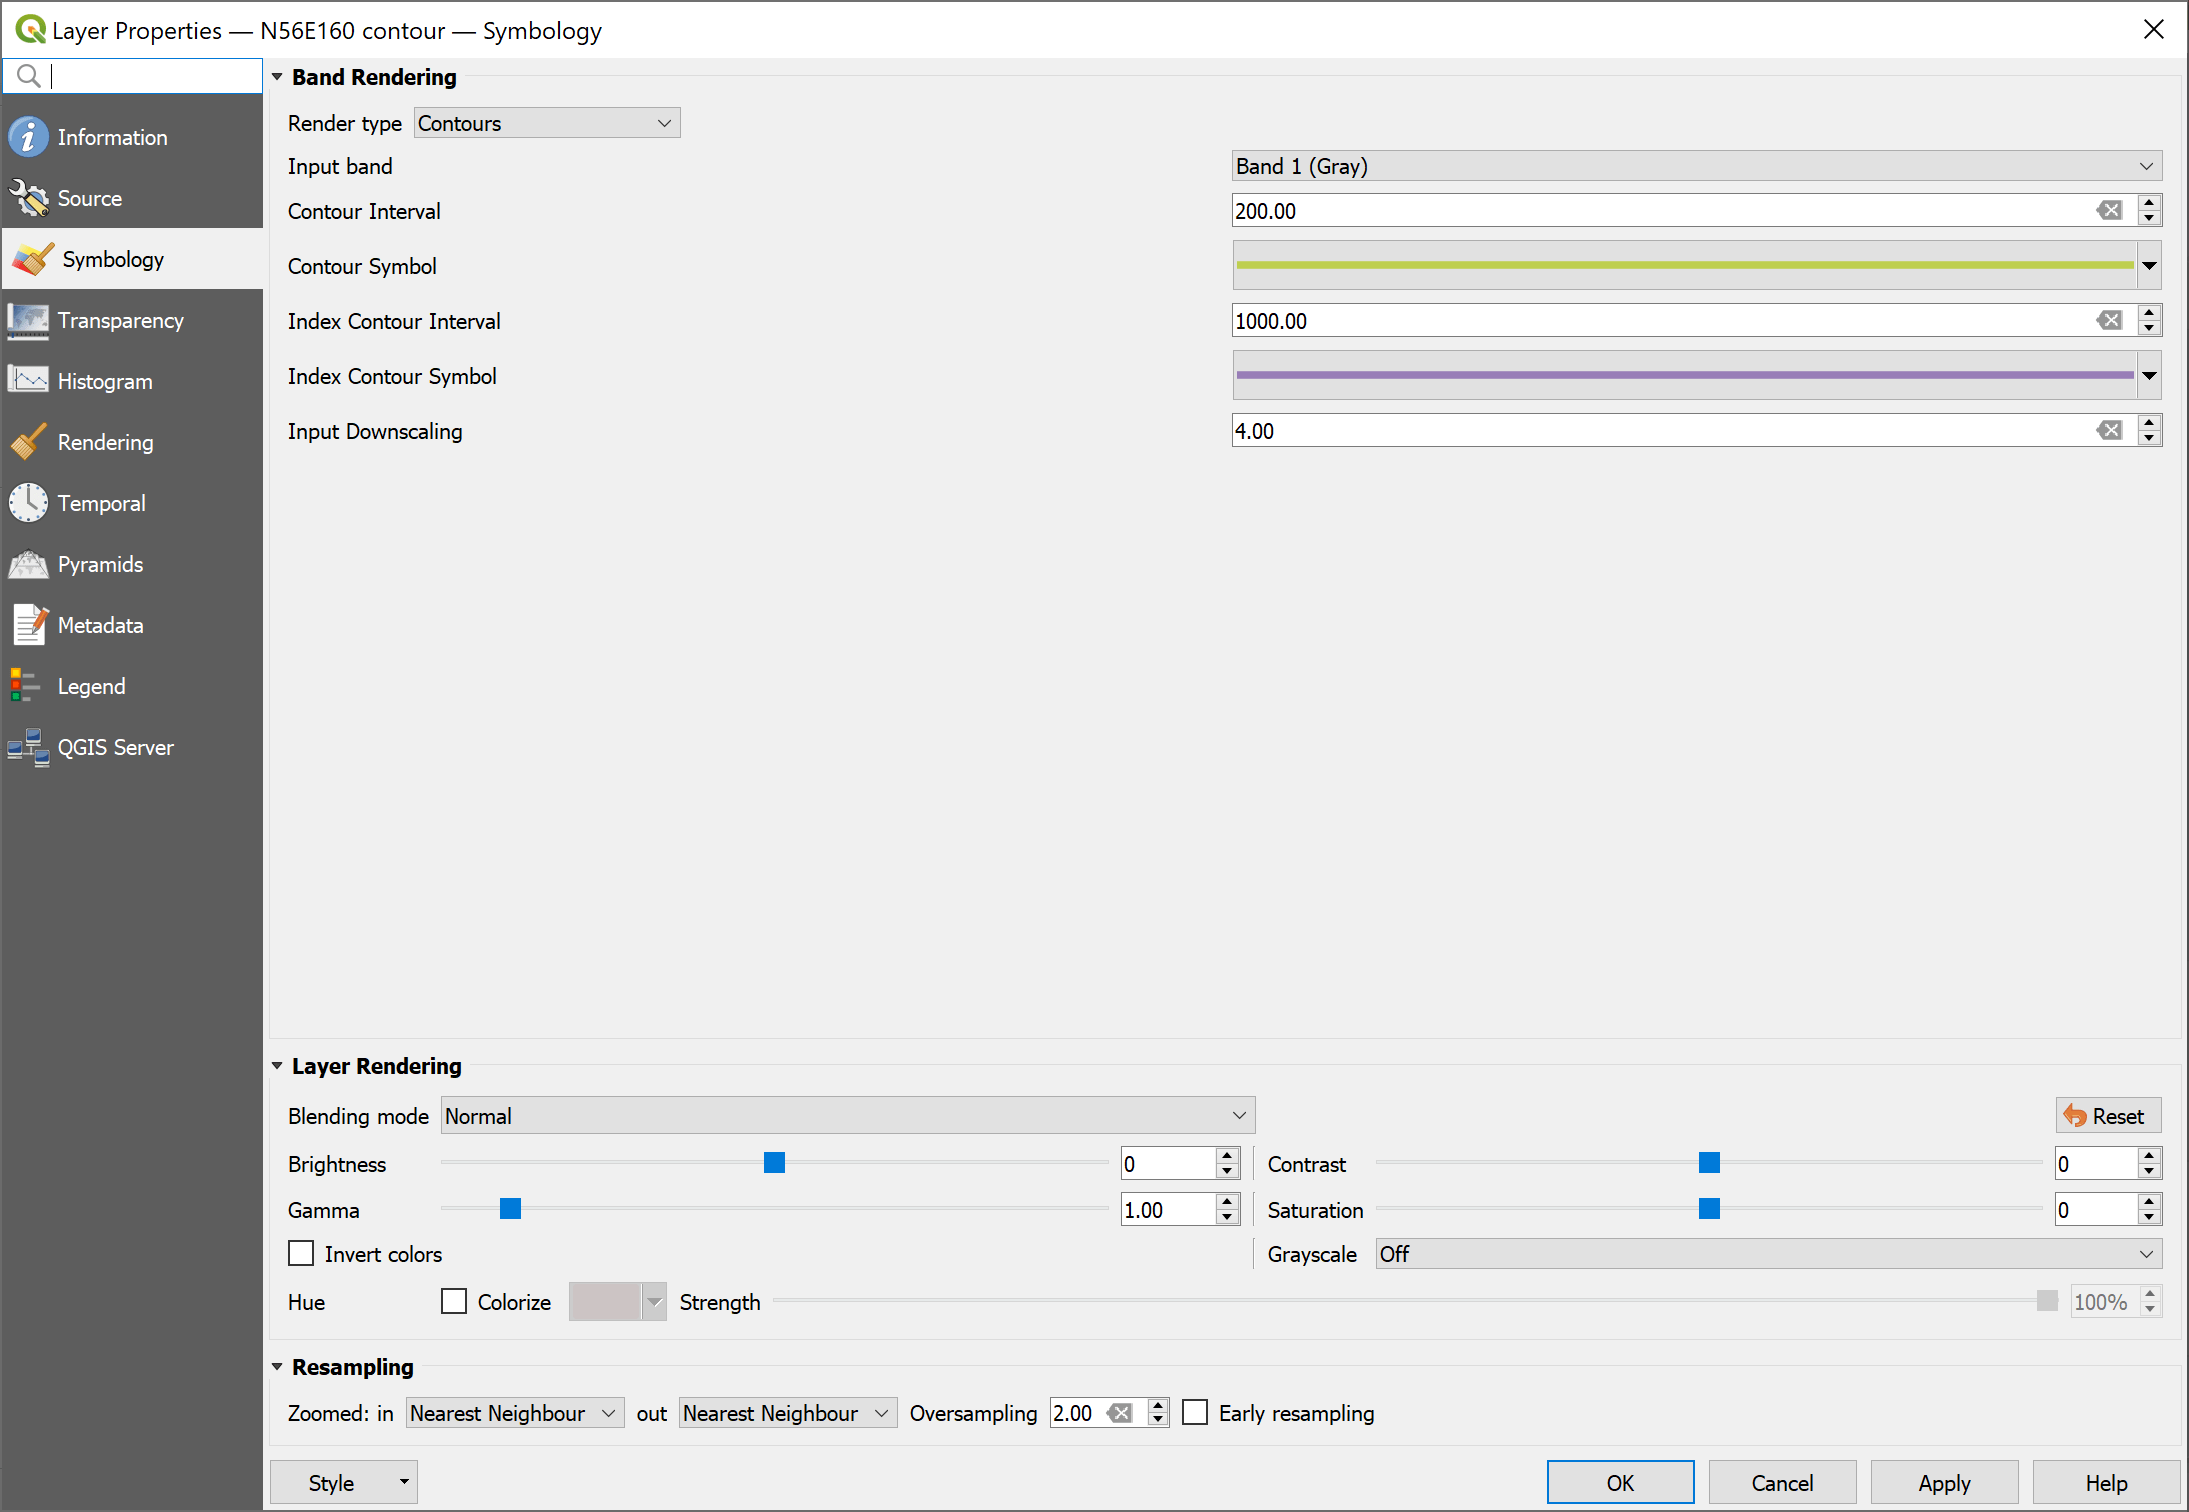 Layer Properties — N56E160 contour — Symbology
Information
Source
Symbology
Transparency
Histogram
Rendering
Temporal
Pyramids
Metadata
Legend
QGIS Server
Band Rendering
Render type Contours
Input band Band 1 (Gray)
Contour Interval 200.00
Contour Symbol
Index Contour Interval 1000.00
Index Contour Symbol
Input Downscaling 4.00
Layer Rendering
Blending mode Normal Reset
Brightness 0 Contrast 0
Gamma 1.00 Saturation 0
Invert colors Grayscale Off
Hue Colorize Strength 100%
Resampling
Zoomed: in Nearest Neighbour out Nearest Neighbour Oversampling 2.00 Early resampling
Style OK Cancel Apply Help